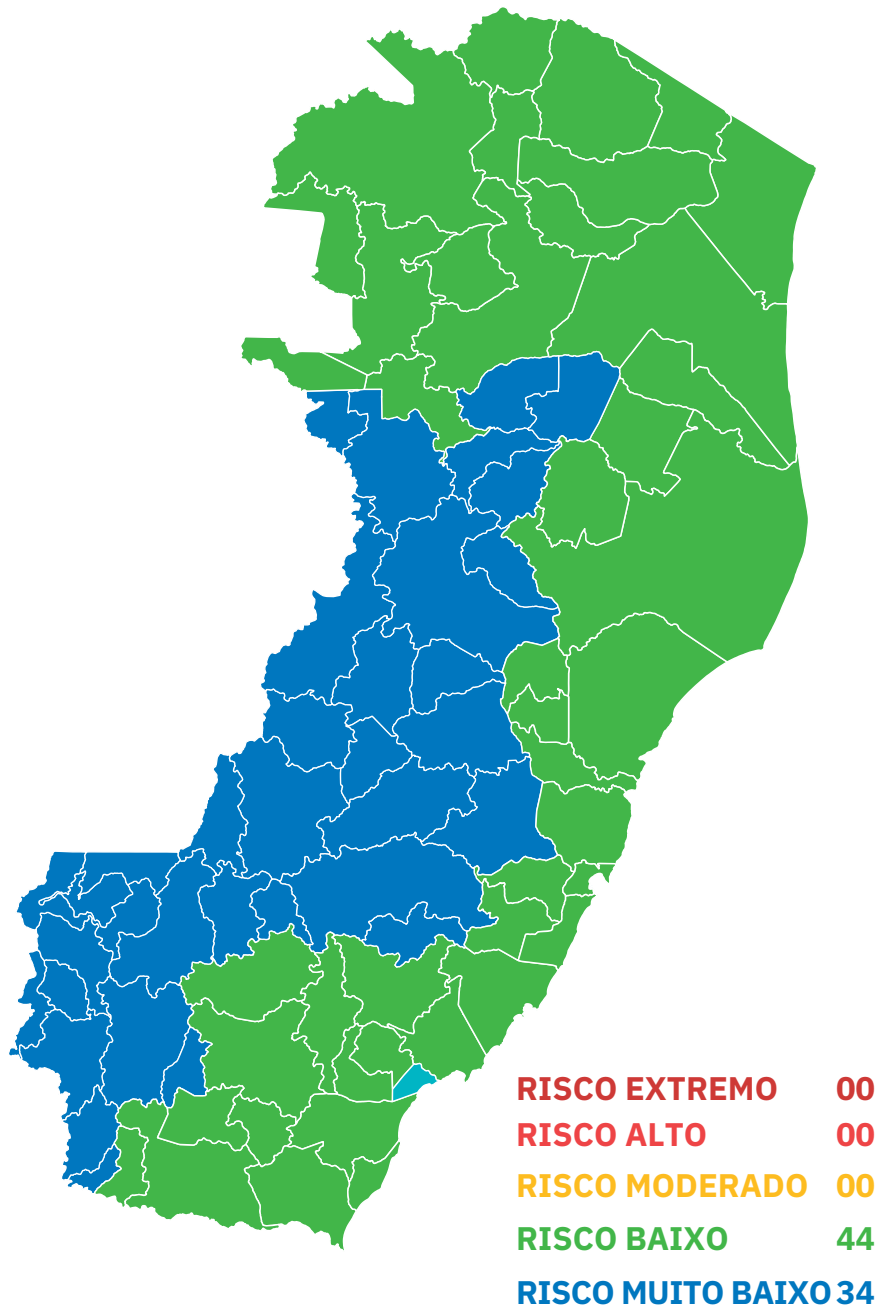 RISCO EXTREMO 00
RISCO ALTO 00
RISCO MODERADO 00
RISCO BAIXO 44
RISCO MUITO BAIXO 34